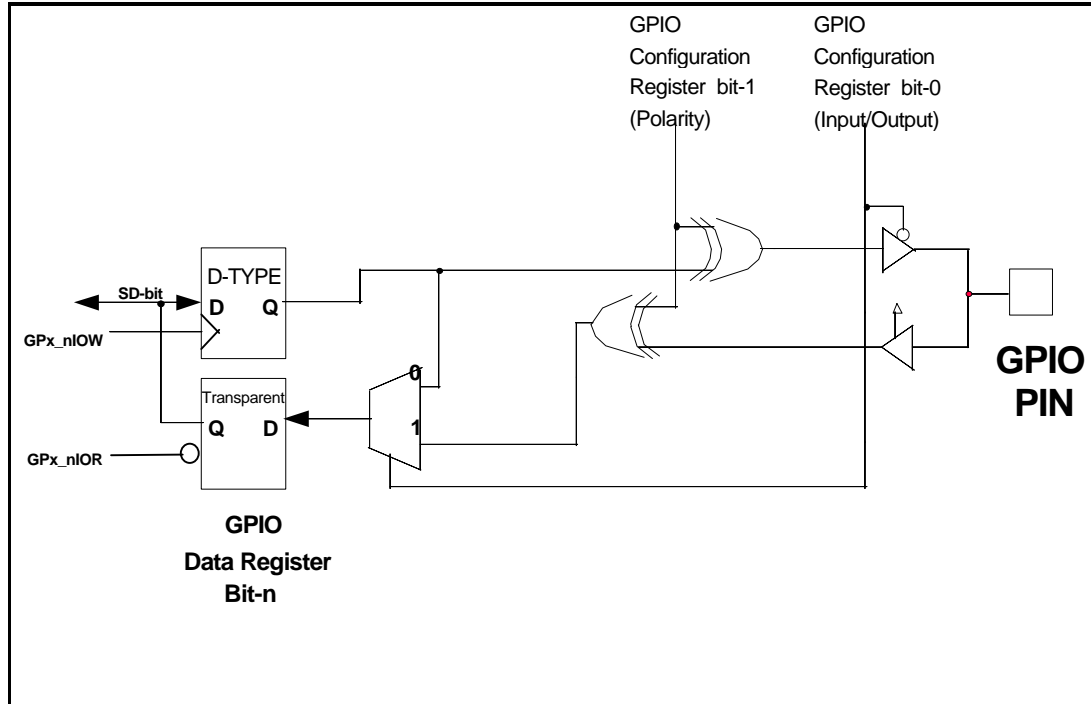 GPIO
Configuration
Register bit-1
(Polarity)
GPIO
Configuration
Register bit-0
(Input/Output)
D-TYPE
SD-bit
D
Q
GPx_nIOW
0
Transparent
1
Q
D
GPx_nIOR
GPIO
PIN
GPIO
Data Register
Bit-n